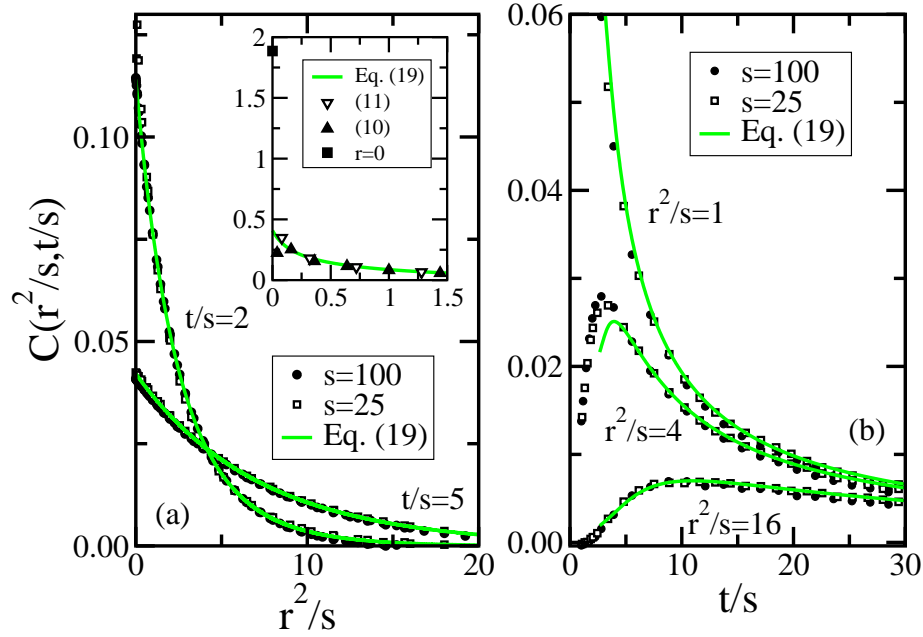 C(r²/s,t/s)
0.10
0.05
0.00
0
10
20
r²/s
t/s=2
t/s=5
(a)
s=100
s=25
Eq. (19)
2
1.5
1
0.5
0
0
0.5
1
1.5
Eq. (19)
(11)
(10)
r=0
0.06
0.04
0.02
0.00
0
10
20
30
t/s
s=100
s=25
Eq. (19)
r²/s=1
r²/s=4
r²/s=16
(b)